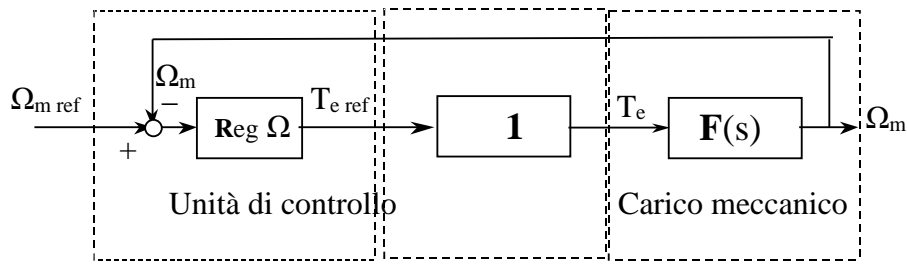 Ωm
Ωm ref
−
+
Reg Ω
Te ref
1
Te
F(s)
Ωm
Unità di controllo
Carico meccanico